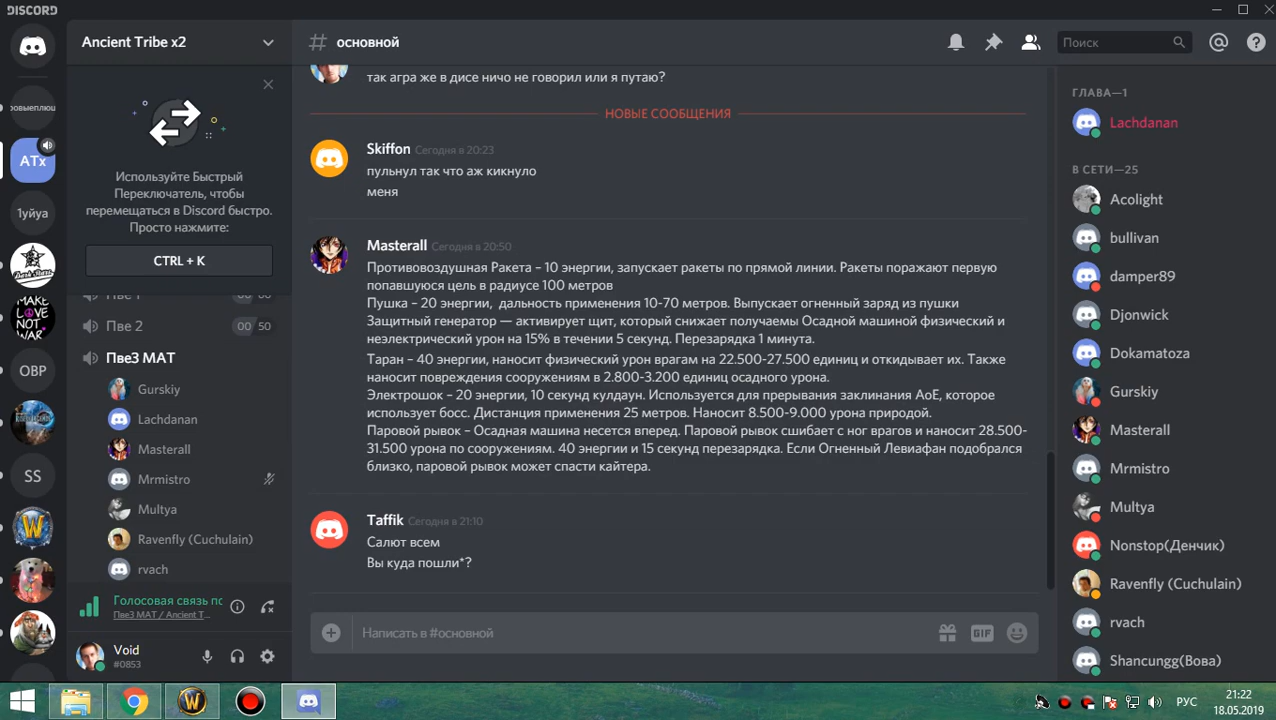 DISCORD
ровыеплюш
ATx
1уйуа
MAKE
LOVE
NOT
WAR
OBP
SS
Ancient Tribe x2
Используйте Быстрый
Переключатель, чтобы
перемещаться в Discord быстро.
Просто нажмите:
CTRL + K
Пве 1
Пве 2
00 50
Пве3 МАТ
Gurskiy
Lachdanan
Masterall
Mrmistro
Multya
Ravenfly (Cuchulain)
rvach
Голосовая связь по
Пве3 МАТ / Ancient T...
Void
#0853
# основной
Поиск
так агра же в дисе ничо не говорил или я путаю?
НОВЫЕ СООБЩЕНИЯ
Skiffon Сегодня в 20:23
пульнул так что аж кикнуло
меня
Masterall Сегодня в 20:50
Противовоздушная Ракета – 10 энергии, запускает ракеты по прямой линии. Ракеты поражают первую
попавшуюся цель в радиусе 100 метров
Пушка – 20 энергии, дальность применения 10-70 метров. Выпускает огненный заряд из пушки
Защитный генератор — активирует щит, который снижает получаемы Осадной машиной физический и
неэлектрический урон на 15% в течении 5 секунд. Перезарядка 1 минута.
Таран – 40 энергии, наносит физический урон врагам на 22.500-27.500 единиц и откидывает их. Также
наносит повреждения сооружениям в 2.800-3.200 единиц осадного урона.
Электрошок – 20 энергии, 10 секунд кулдаун. Используется для прерывания заклинания АоЕ, которое
использует босс. Дистанция применения 25 метров. Наносит 8.500-9.000 урона природой.
Паровой рывок – Осадная машина несется вперед. Паровой рывок сшибает с ног врагов и наносит 28.500-
31.500 урона по сооружениям. 40 энергии и 15 секунд перезарядка. Если Огненный Левиафан подобрался
близко, паровой рывок может спасти кайтера.
Taffik Сегодня в 21:10
Салют всем
Вы куда пошли*?
Написать в #основной
GIF
ГЛАВА—1
Lachdanan
В СЕТИ—25
Acolight
bullivan
damper89
Djonwick
Dokamatoza
Gurskiy
Masterall
Mrmistro
Multya
Nonstop(Денчик)
Ravenfly (Cuchulain)
rvach
Shancungg(Вова)
РУС
21:22
18.05.2019